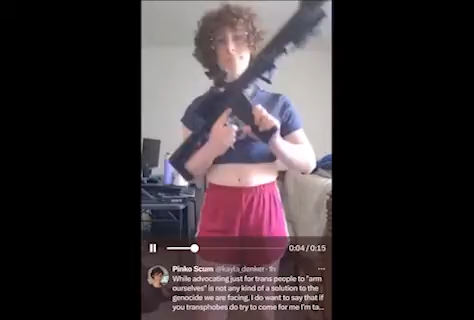 0:04 / 0:15
Pinko Scum @kayla_denker · 1h
While advocating just for trans people to "arm
ourselves" is not any kind of a solution to the
genocide we are facing, I do want to say that if
you transphobes do try to come for me I'm ta...